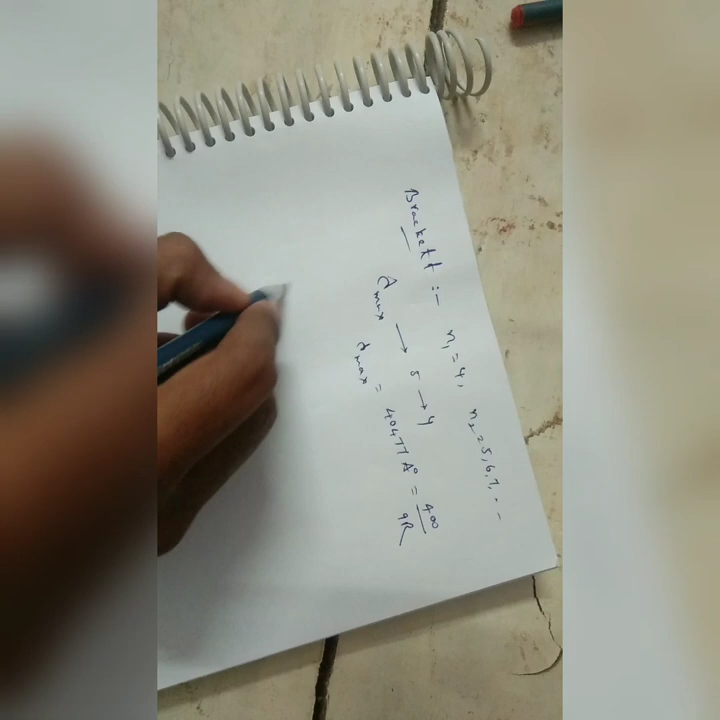 Brackett :- n₁ = 4, n₂ = 5, 6, 7, - -
λmax → 5 → 4
λmax = 40477 A° = 400/9R